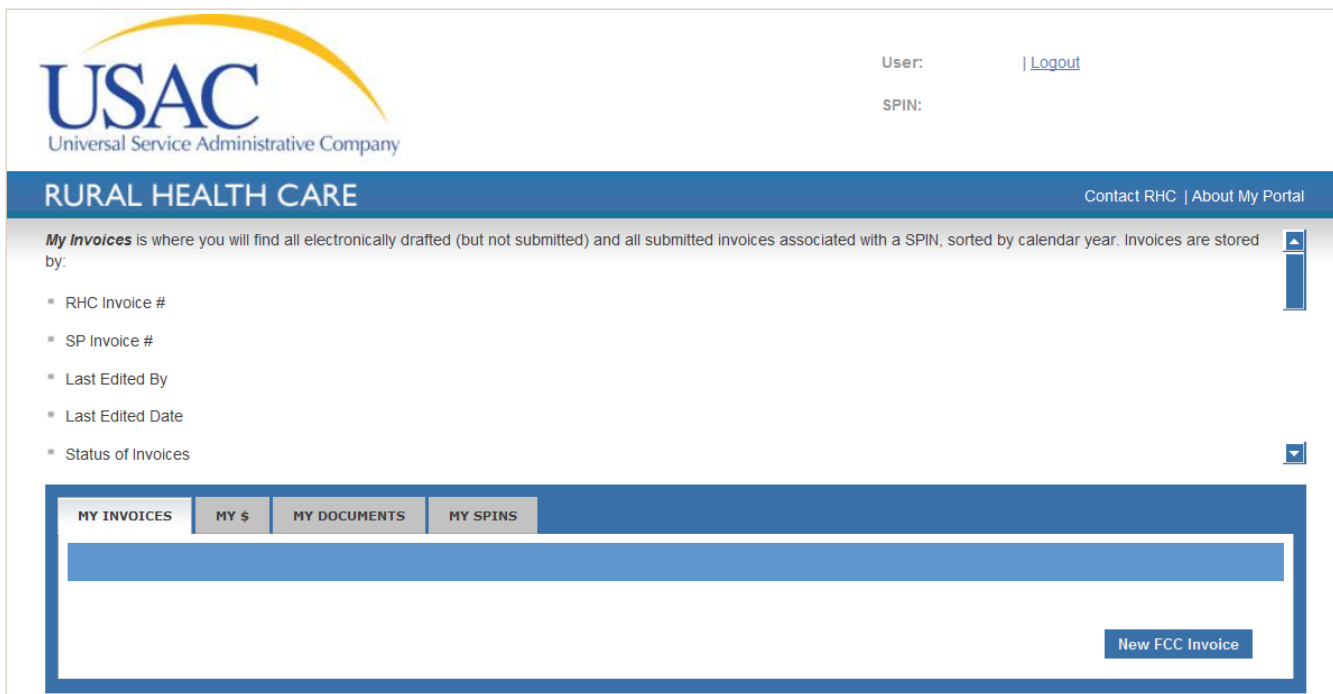 USAC
Universal Service Administrative Company
User: | Logout
SPIN:
RURAL HEALTH CARE
Contact RHC | About My Portal
My Invoices is where you will find all electronically drafted (but not submitted) and all submitted invoices associated with a SPIN, sorted by calendar year. Invoices are stored
by:
RHC Invoice #
SP Invoice #
Last Edited By
Last Edited Date
Status of Invoices
MY INVOICES MY $ MY DOCUMENTS MY SPINS
New FCC Invoice